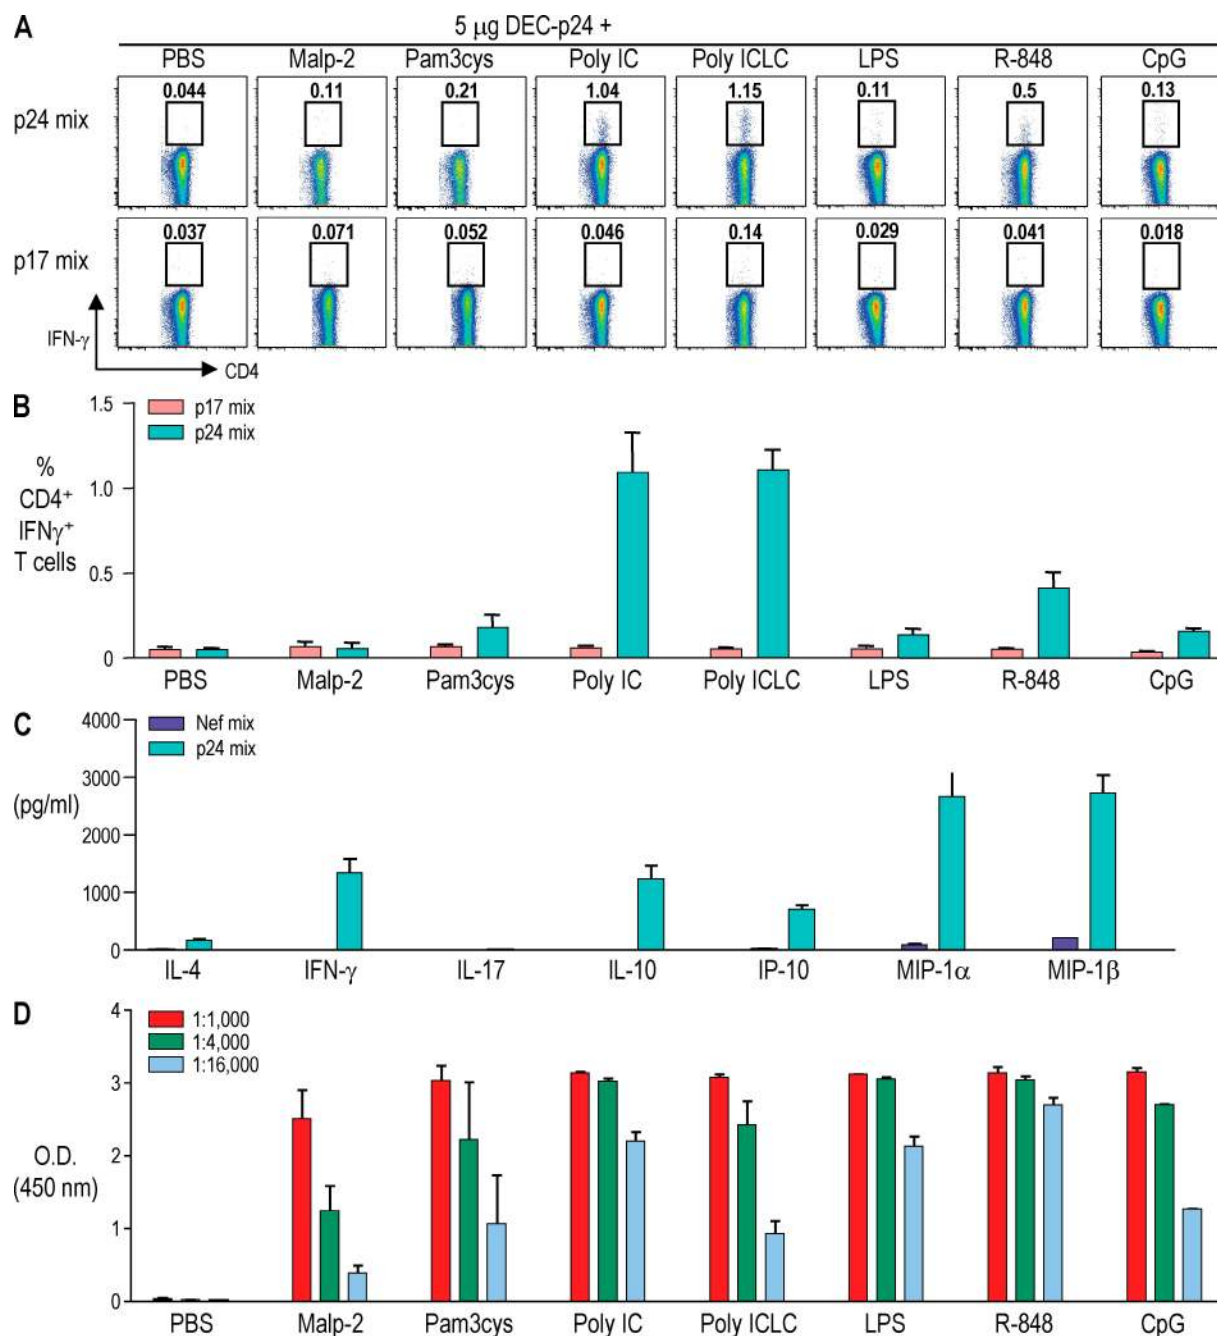 A
5 μg DEC-p24 +
PBS Malp-2 Pam3cys Poly IC Poly ICLC LPS R-848 CpG
p24 mix
0.044 0.11 0.21 1.04 1.15 0.11 0.5 0.13
p17 mix
0.037 0.071 0.052 0.046 0.14 0.029 0.041 0.018
IFN-γ
CD4
B
p17 mix
p24 mix
%
CD4+
IFNγ+
T cells
1.5
1.0
0.5
0
PBS Malp-2 Pam3cys Poly IC Poly ICLC LPS R-848 CpG
C
Nef mix
p24 mix
(pg/ml)
4000
3000
2000
1000
0
IL-4 IFN-γ IL-17 IL-10 IP-10 MIP-1α MIP-1β
D
1:1,000
1:4,000
1:16,000
O.D.
(450 nm)
4
3
2
1
0
PBS Malp-2 Pam3cys Poly IC Poly ICLC LPS R-848 CpG